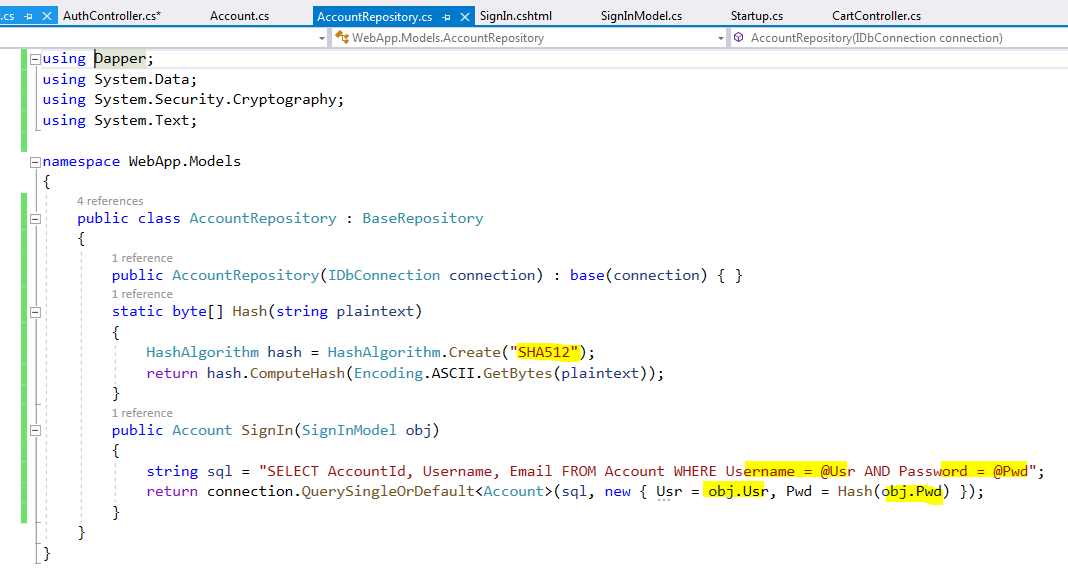 .cs AuthController.cs* Account.cs AccountRepository.cs SignIn.cshtml SignInModel.cs Startup.cs CartController.cs
WebApp.Models.AccountRepository AccountRepository(IDbConnection connection)
using Dapper;
using System.Data;
using System.Security.Cryptography;
using System.Text;
namespace WebApp.Models
{
4 references
public class AccountRepository : BaseRepository
{
1 reference
public AccountRepository(IDbConnection connection) : base(connection) { }
1 reference
static byte[] Hash(string plaintext)
{
HashAlgorithm hash = HashAlgorithm.Create("SHA512");
return hash.ComputeHash(Encoding.ASCII.GetBytes(plaintext));
}
1 reference
public Account SignIn(SignInModel obj)
{
string sql = "SELECT AccountId, Username, Email FROM Account WHERE Username = @Usr AND Password = @Pwd";
return connection.QuerySingleOrDefault<Account>(sql, new { Usr = obj.Usr, Pwd = Hash(obj.Pwd) });
}
}
}